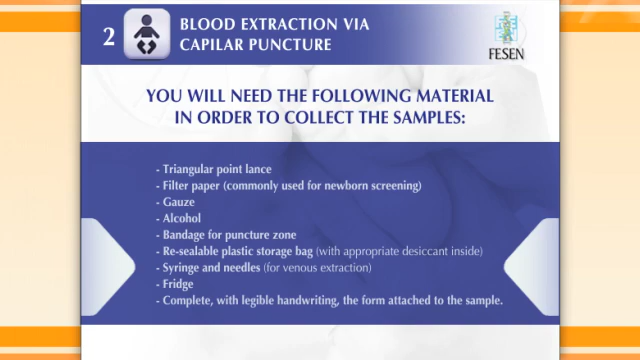 2
BLOOD EXTRACTION VIA
CAPILAR PUNCTURE
FESEN
YOU WILL NEED THE FOLLOWING MATERIAL
IN ORDER TO COLLECT THE SAMPLES:
- Triangular point lance
- Filter paper (commonly used for newborn screening)
- Gauze
- Alcohol
- Bandage for puncture zone
- Re-sealable plastic storage bag (with appropriate desiccant inside)
- Syringe and needles (for venous extraction)
- Fridge
- Complete, with legible handwriting, the form attached to the sample.